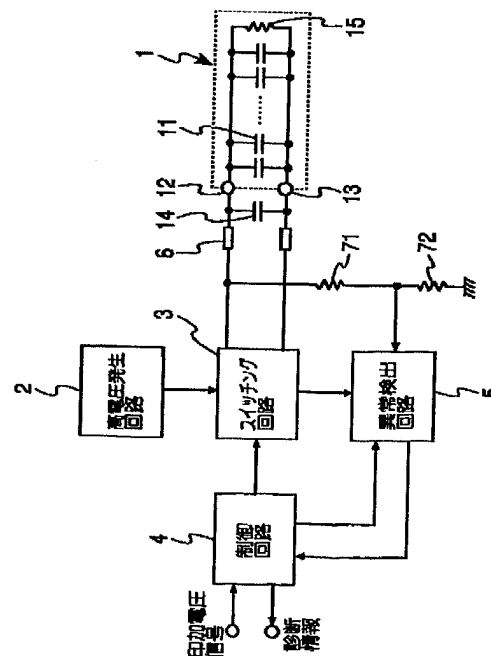 1
15
11
12
14
6
13
71
72
3
スイッチング
回路
2
高電圧発生
回路
異常検出
回路
5
4
制御
回路
印加電圧
信号
診断
情報